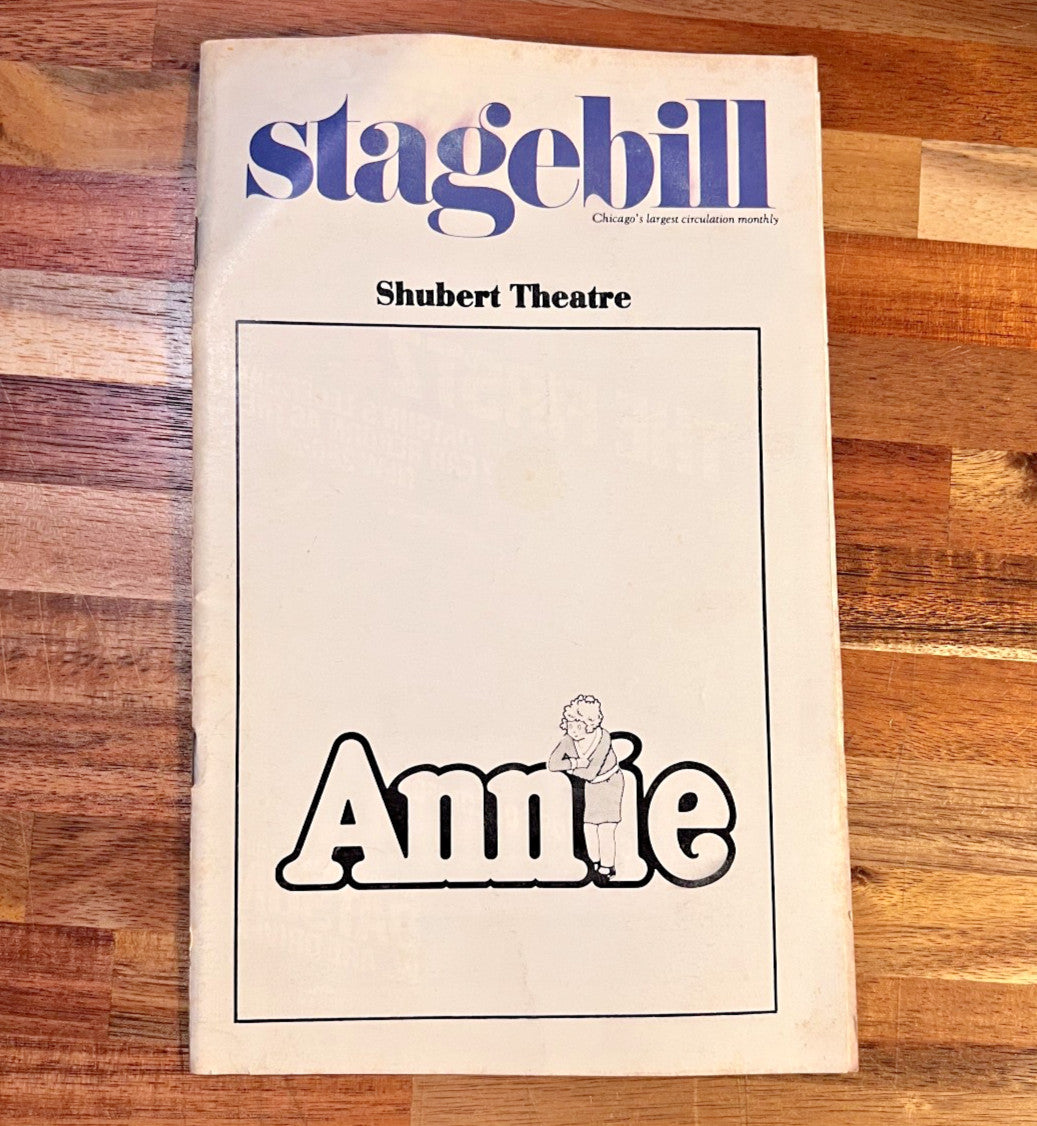 stagebill
Chicago's largest circulation monthly
Shubert Theatre
Annie